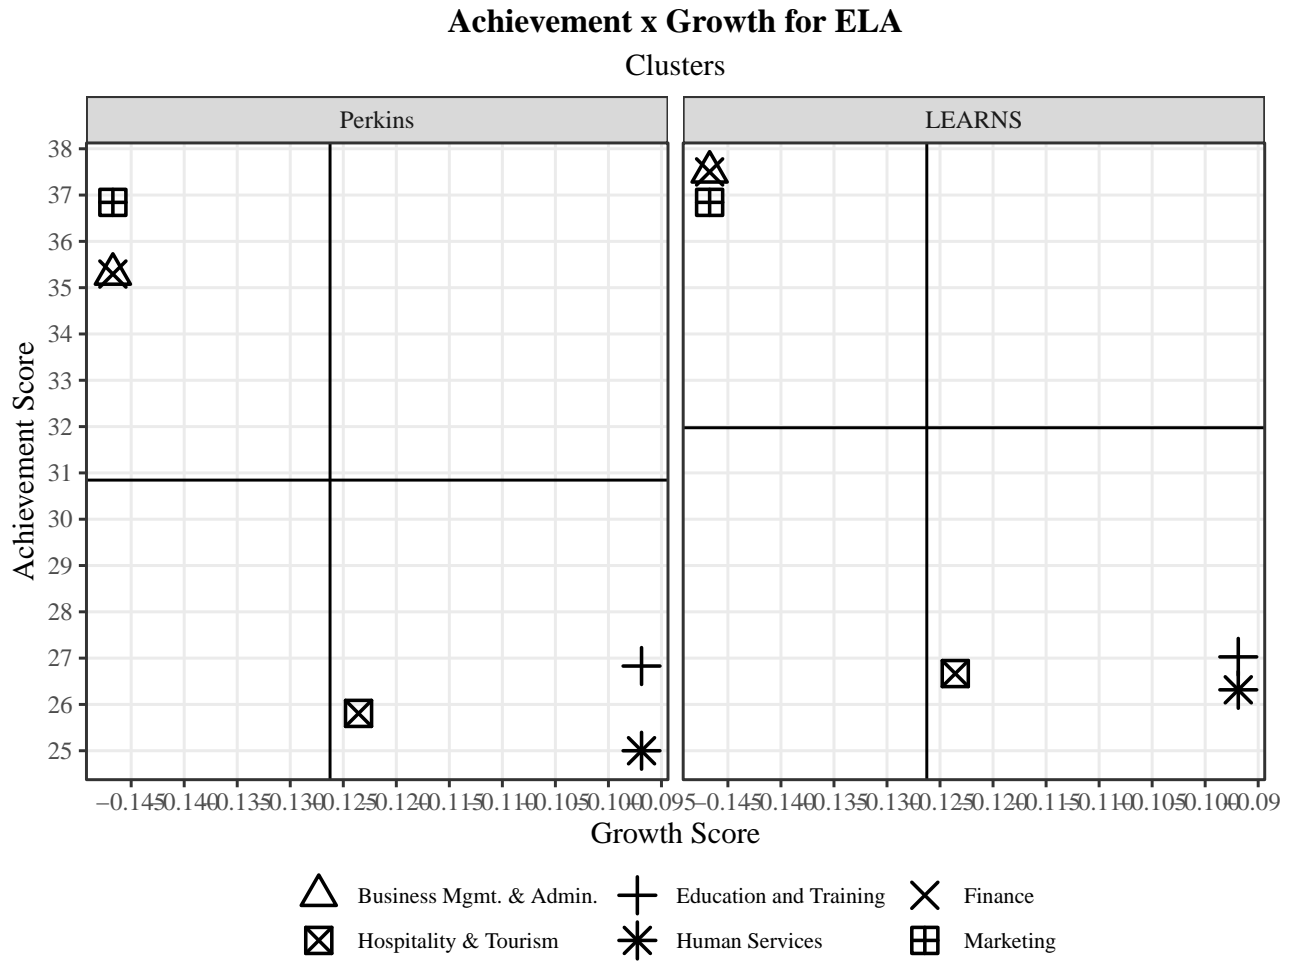 Achievement x Growth for ELA
Clusters
Perkins LEARNS
38
37
36
35
34
33
32
31
30
29
28
27
26
25
Achievement Score
−0.145 −0.140 −0.135 −0.130 −0.125 −0.120 −0.115 −0.110 −0.105 −0.100 −0.095 −0.145 −0.140 −0.135 −0.130 −0.125 −0.120 −0.115 −0.110 −0.105 −0.100 −0.09
Growth Score
Business Mgmt. & Admin. Education and Training Finance
Hospitality & Tourism Human Services Marketing